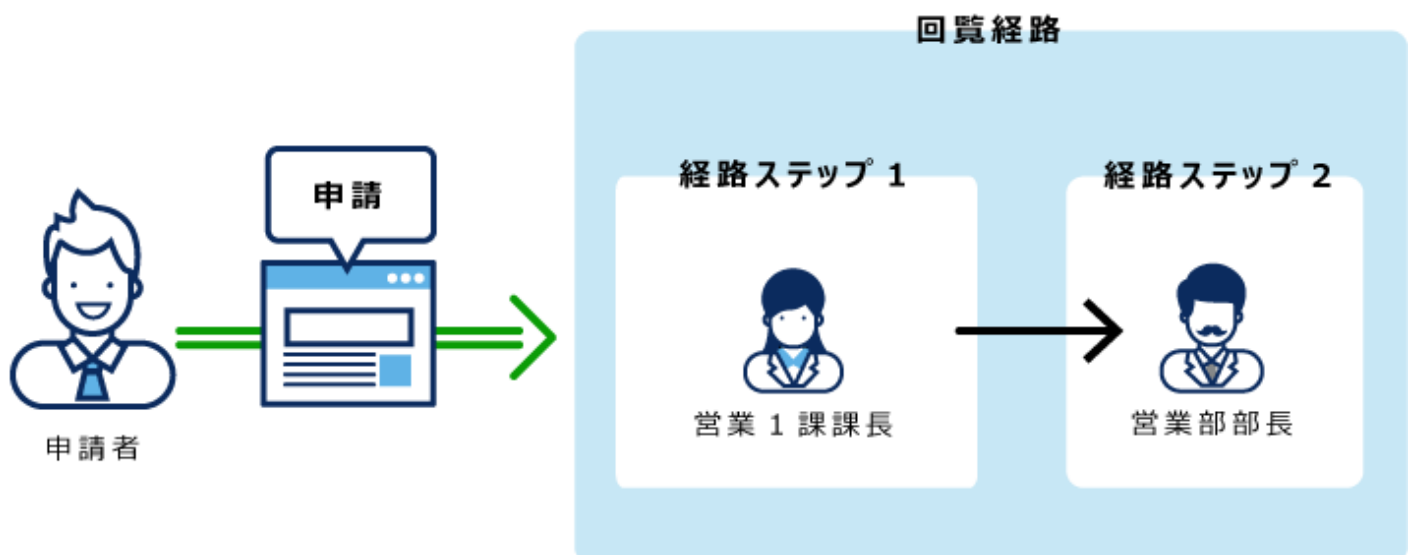 回覧経路
経路ステップ 1
経路ステップ 2
申請
営業 1 課課長
営業部部長
申請者